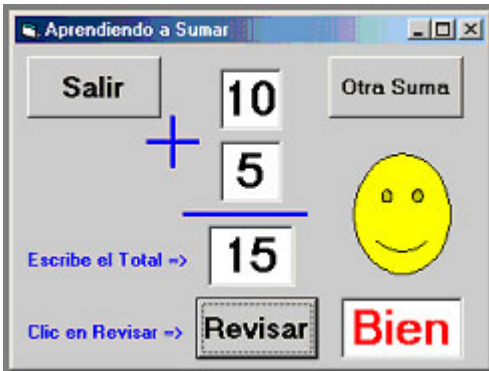 Aprendiendo a Sumar
Salir
10
Otra Suma
+
5
Escribe el Total =>
15
Clic en Revisar =>
Revisar
Bien